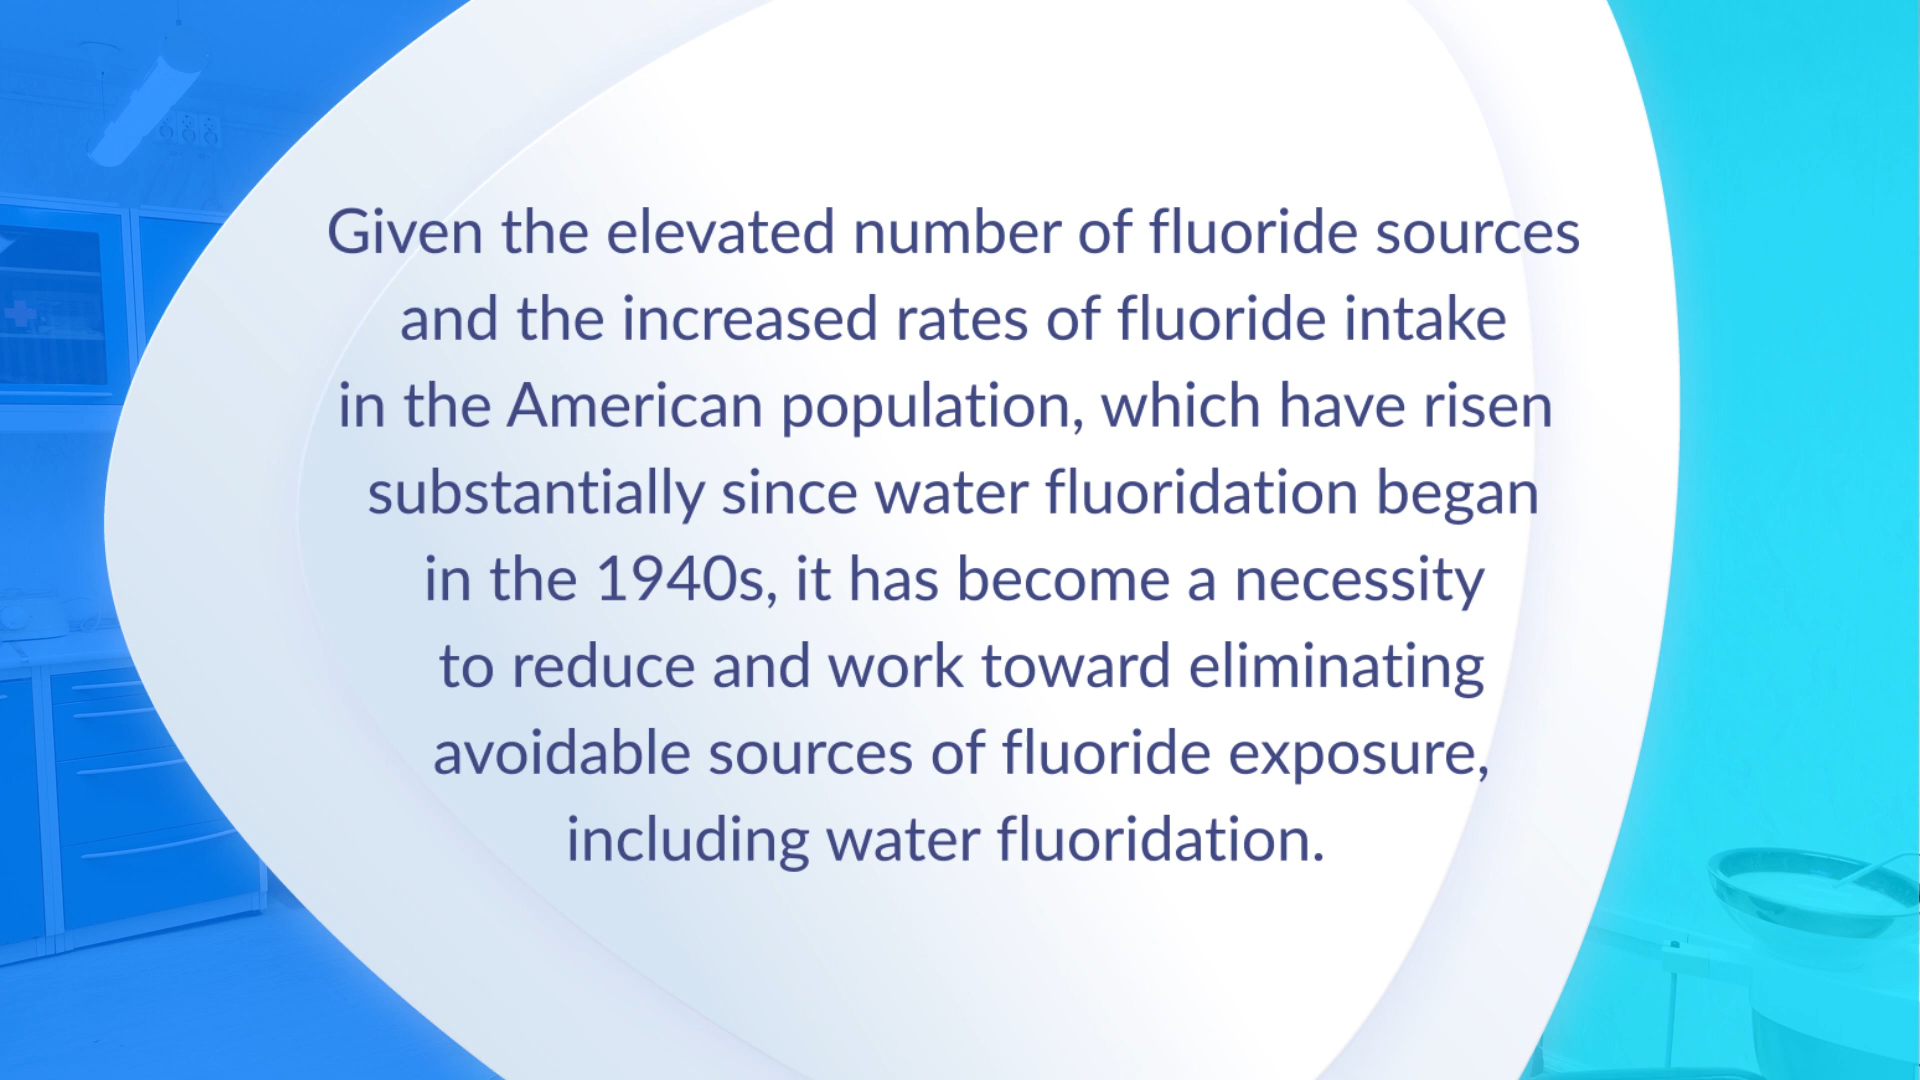 Given the elevated number of fluoride sources
and the increased rates of fluoride intake
in the American population, which have risen
substantially since water fluoridation began
in the 1940s, it has become a necessity
to reduce and work toward eliminating
avoidable sources of fluoride exposure,
including water fluoridation.